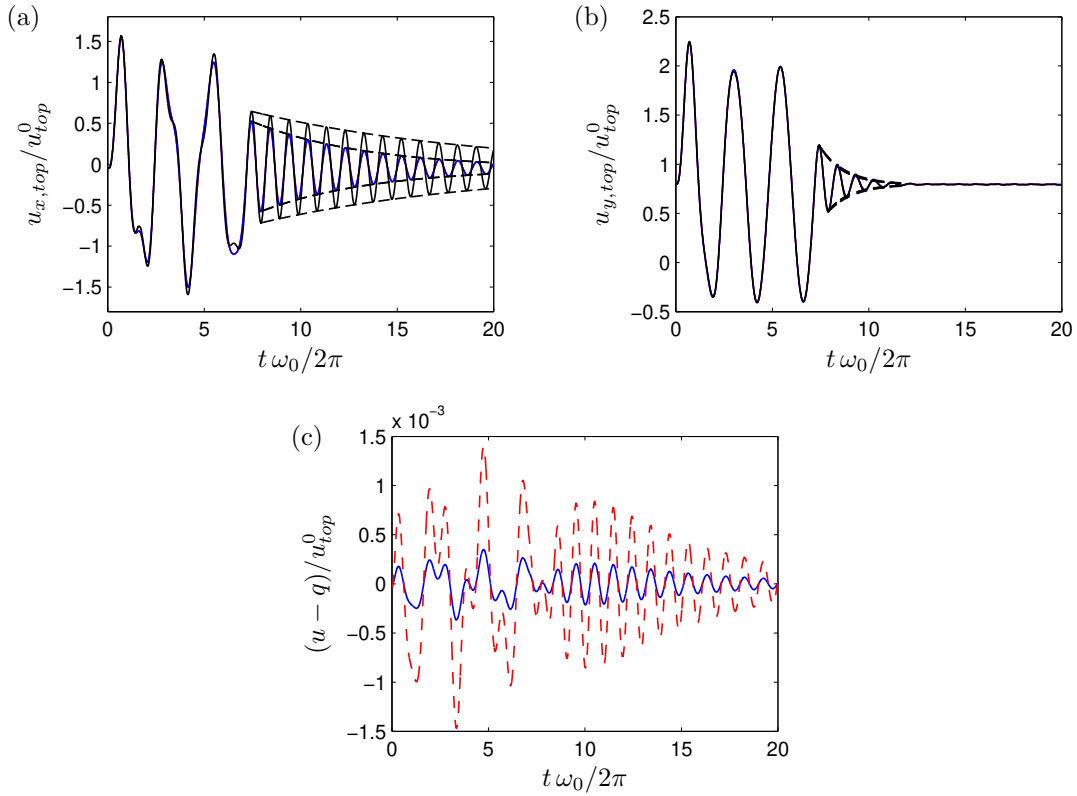 (a)
u_{x,top}/u^0_{top}
1.5
1
0.5
0
−0.5
−1
−1.5
0 5 10 15 20
t ω_0/2π
(b)
u_{y,top}/u^0_{top}
2.5
2
1.5
1
0.5
0
−0.5
0 5 10 15 20
t ω_0/2π
(c)
x 10^{−3}
(u − q)/u^0_{top}
1.5
1
0.5
0
−0.5
−1
−1.5
0 5 10 15 20
t ω_0/2π